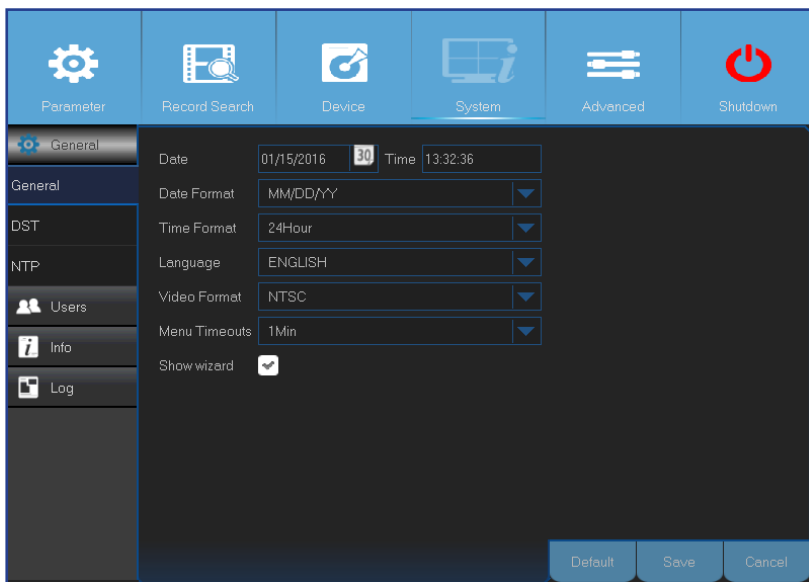 Parameter Record Search Device System Advanced Shutdown
General
General
DST
NTP
Users
Info
Log
Date 01/15/2016 30 Time 13:32:36
Date Format MM/DD/YY
Time Format 24Hour
Language ENGLISH
Video Format NTSC
Menu Timeouts 1Min
Show wizard
Default Save Cancel